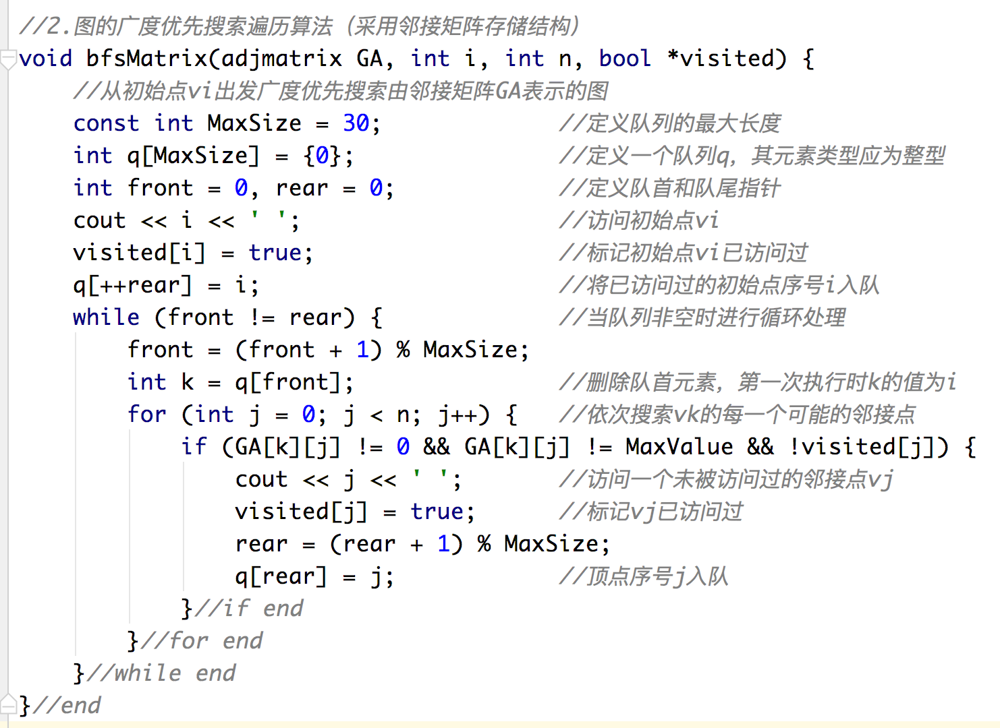 //2.图的广度优先搜索遍历算法（采用邻接矩阵存储结构）
void bfsMatrix(adjmatrix GA, int i, int n, bool *visited) {
    //从初始点vi出发广度优先搜索由邻接矩阵GA表示的图
    const int MaxSize = 30;             //定义队列的最大长度
    int q[MaxSize] = {0};               //定义一个队列q，其元素类型应为整型
    int front = 0, rear = 0;            //定义队首和队尾指针
    cout << i << ' ';                   //访问初始点vi
    visited[i] = true;                  //标记初始点vi已访问过
    q[++rear] = i;                      //将已访问过的初始点序号i入队
    while (front != rear) {             //当队列非空时进行循环处理
        front = (front + 1) % MaxSize;
        int k = q[front];               //删除队首元素，第一次执行时k的值为i
        for (int j = 0; j < n; j++) {   //依次搜索vk的每一个可能的邻接点
            if (GA[k][j] != 0 && GA[k][j] != MaxValue && !visited[j]) {
                cout << j << ' ';       //访问一个未被访问过的邻接点vj
                visited[j] = true;      //标记vj已访问过
                rear = (rear + 1) % MaxSize;
                q[rear] = j;            //顶点序号j入队
            }//if end
        }//for end
    }//while end
}//end